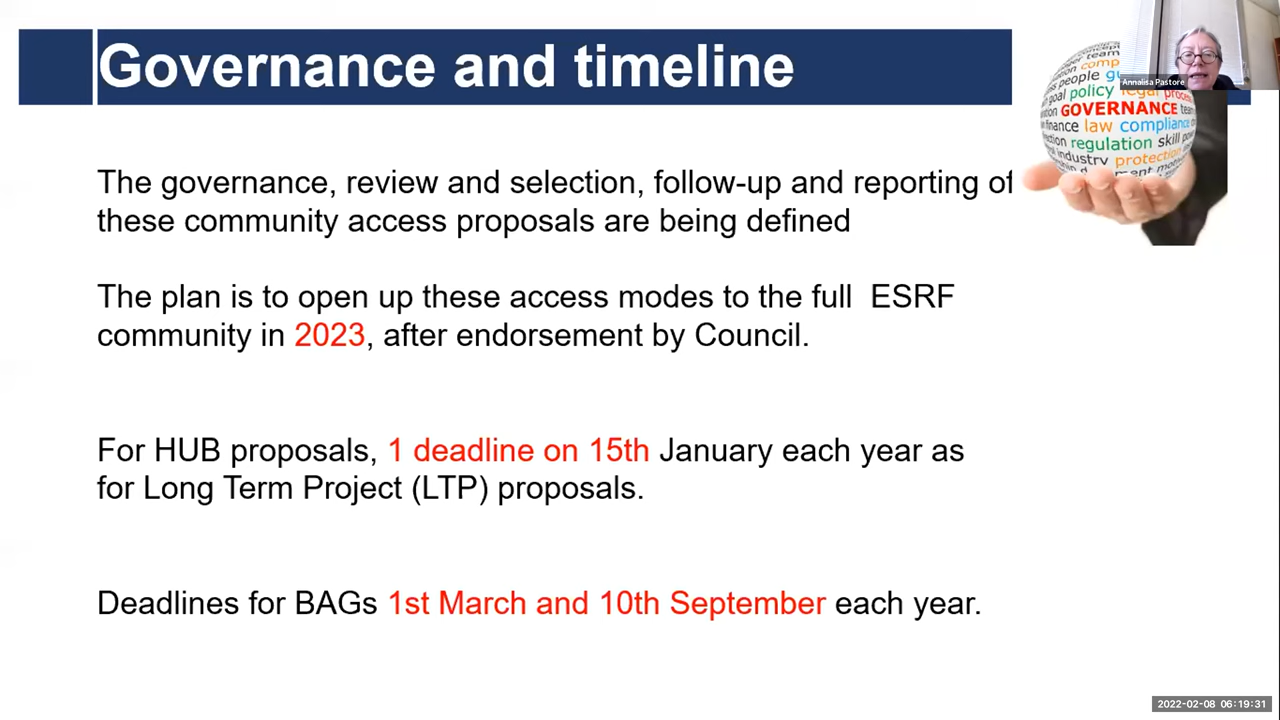 Governance and timeline
Annalisa Pastore
people
goal policy legal
GOVERNANCE
finance law compliance
regulation skill
industry protection
The governance, review and selection, follow-up and reporting of
these community access proposals are being defined
The plan is to open up these access modes to the full ESRF
community in 2023, after endorsement by Council.
For HUB proposals, 1 deadline on 15th January each year as
for Long Term Project (LTP) proposals.
Deadlines for BAGs 1st March and 10th September each year.
2022-02-08 06:19:31